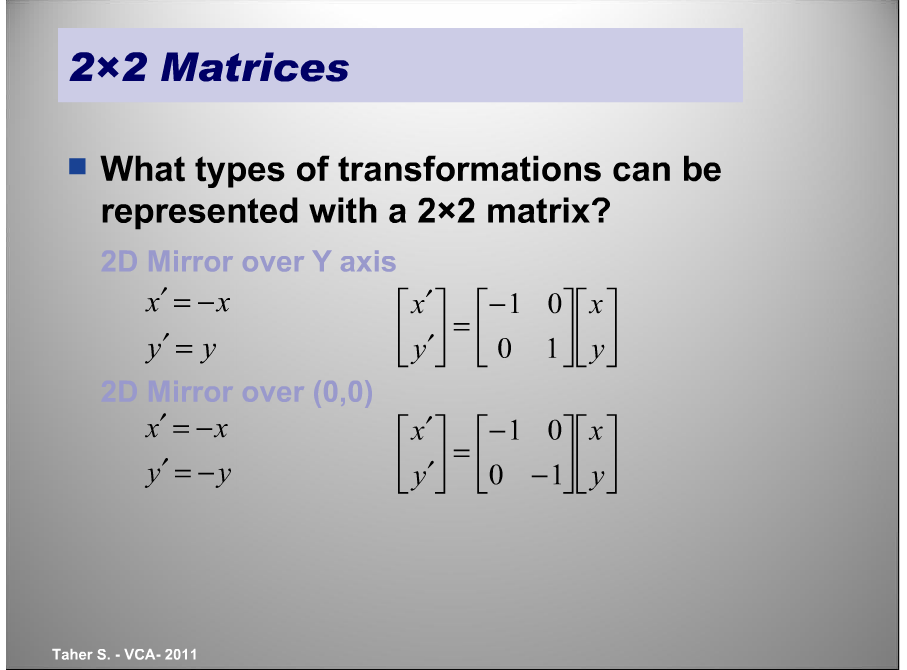 2×2 Matrices
■ What types of transformations can be
represented with a 2×2 matrix?
2D Mirror over Y axis
x′ = −x
y′ = y
[x′ y′] = [−1 0; 0 1][x y]
2D Mirror over (0,0)
x′ = −x
y′ = −y
[x′ y′] = [−1 0; 0 −1][x y]
Taher S. - VCA- 2011